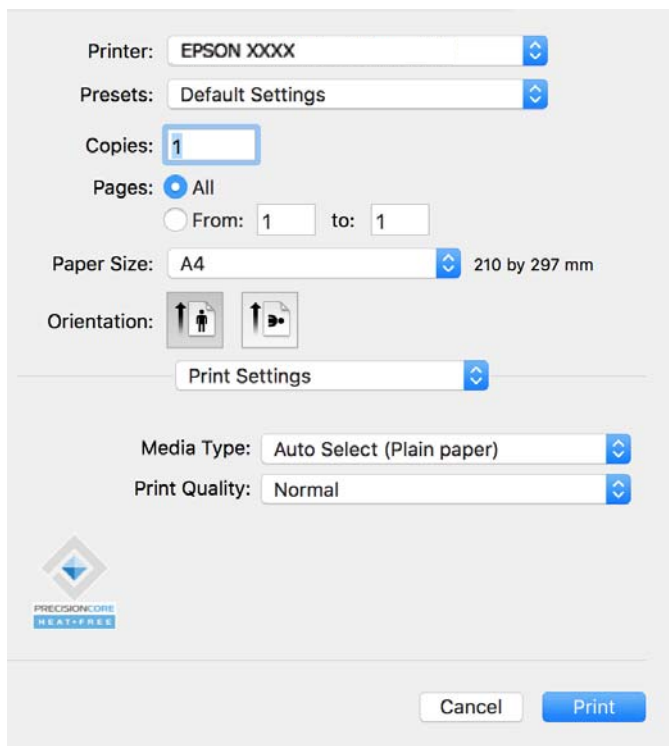 Printer: EPSON XXXX
Presets: Default Settings
Copies: 1
Pages: All
From: 1 to: 1
Paper Size: A4 210 by 297 mm
Orientation:
Print Settings
Media Type: Auto Select (Plain paper)
Print Quality: Normal
PRECISIONCORE
HEAT-FREE
Cancel Print